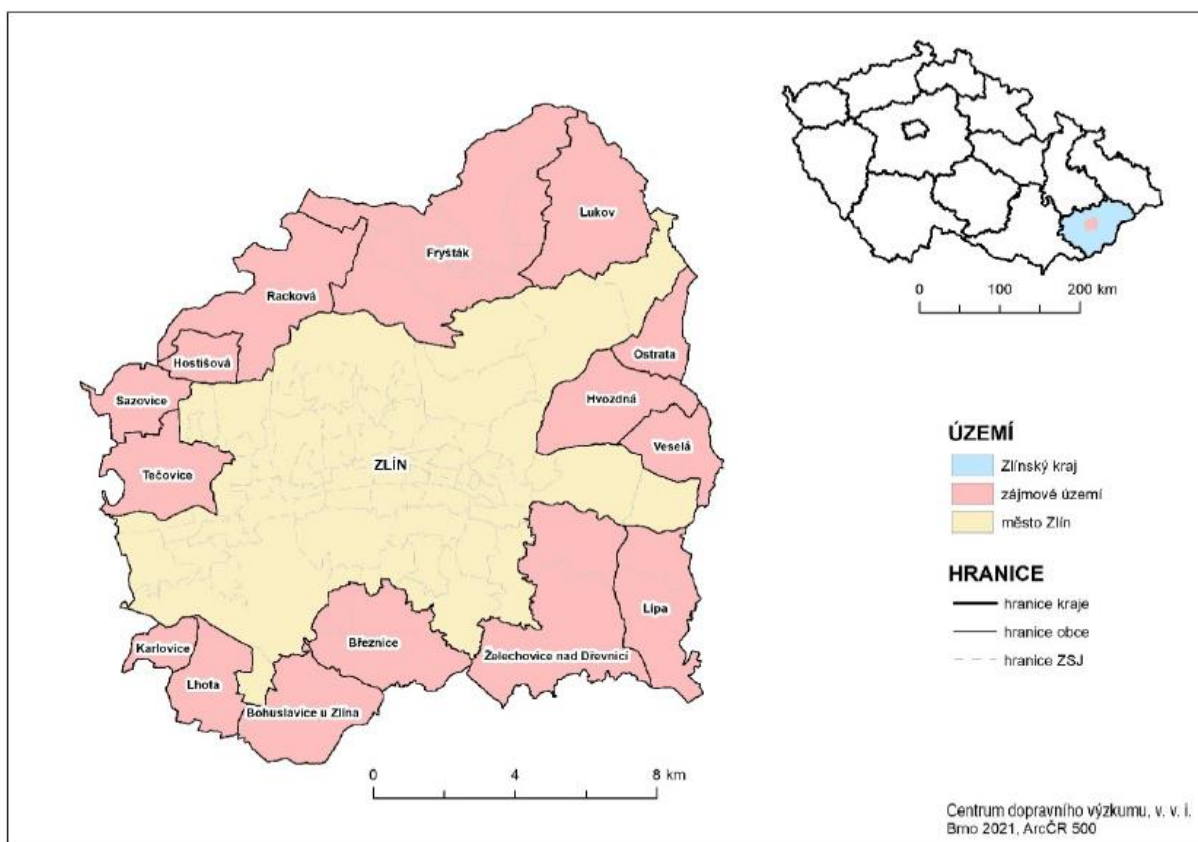 Lukov
Fryšták
Racková
Hostišová
Ostrata
Sazovice
Hvozdná
Veselá
ZLÍN
Tečovice
Lípa
Březnice
Karlovice
Želechovice nad Dřevnicí
Lhota
Bohuslavice u Zlína
0 4 8 km
0 100 200 km
ÚZEMÍ
Zlínský kraj
zájmové území
město Zlín
HRANICE
hranice kraje
hranice obce
hranice ZSJ
Centrum dopravního výzkumu, v. v. i.
Brno 2021, ArcČR 500